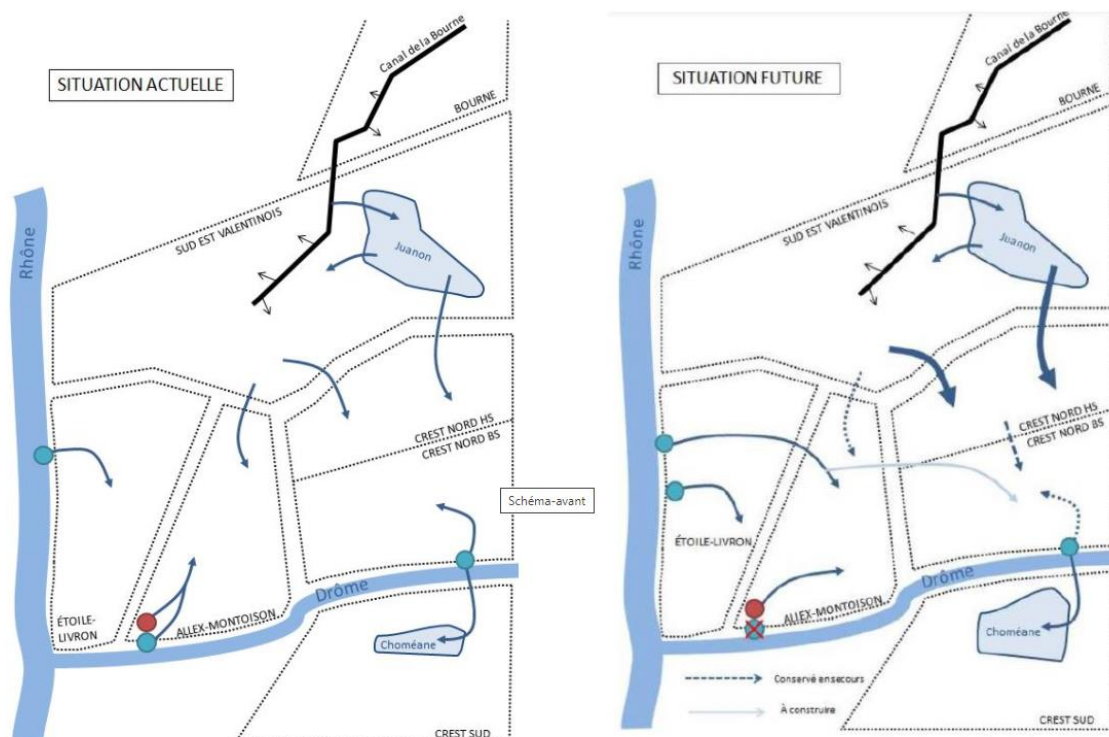 SITUATION ACTUELLE
Canal de la Bourne
BOURNE
SUD EST VALENTINOIS
Rhône
Juanon
CREST NORD HS
CREST NORD BS
Schéma-avant
Drôme
ÉTOILE-
LIVRON
ALLEX-MONTOISON
Choméane
CREST SUD
SITUATION FUTURE
Canal de la Bourne
BOURNE
SUD EST VALENTINOIS
Rhône
Juanon
CREST NORD HS
CREST NORD BS
ÉTOILE-LIVRON
Drôme
ALLEX-MONTOISON
Choméane
Conservé en secours
À construire
CREST SUD